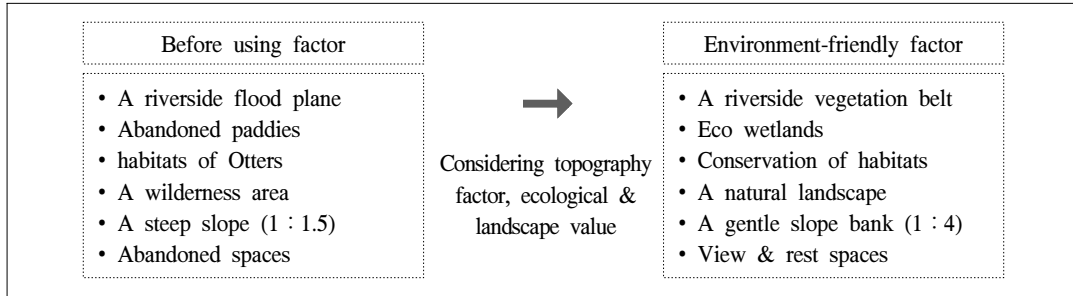 Before using factor
• A riverside flood plane
• Abandoned paddies
• habitats of Otters
• A wilderness area
• A steep slope (1 : 1.5)
• Abandoned spaces
Considering topography
factor, ecological &
landscape value
Environment-friendly factor
• A riverside vegetation belt
• Eco wetlands
• Conservation of habitats
• A natural landscape
• A gentle slope bank (1 : 4)
• View & rest spaces